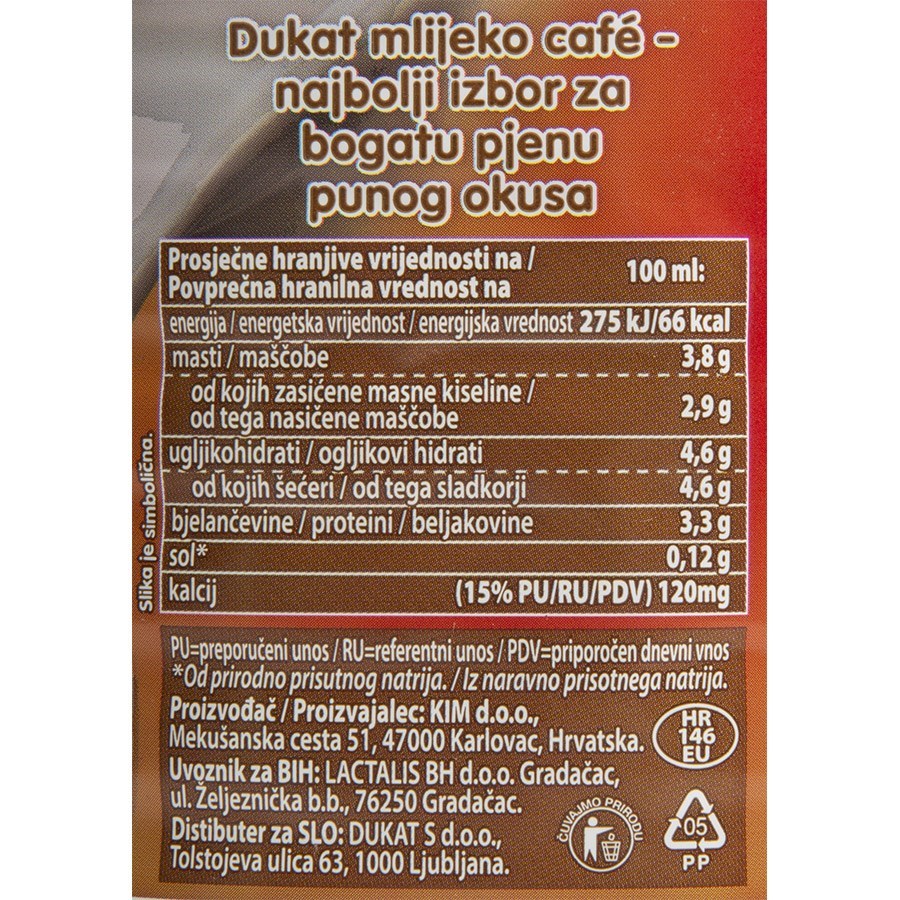 Dukat mlijeko café -
najbolji izbor za
bogatu pjenu
punog okusa
Prosječne hranjive vrijednosti na /
Povprečna hranilna vrednost na
100 ml:
energija / energetska vrijednost / energijska vrednost 275 kJ/66 kcal
masti / maščobe 3,8 g
od kojih zasićene masne kiseline /
od tega nasičene maščobe 2,9 g
ugljikohidrati / ogljikovi hidrati 4,6 g
od kojih šećeri / od tega sladkorji 4,6 g
bjelančevine / proteini / beljakovine 3,3 g
sol* 0,12 g
kalcij (15% PU/RU/PDV) 120mg
Slika je simbolična.
PU=preporučeni unos / RU=referentni unos / PDV=priporočen dnevni vnos
*Od prirodno prisutnog natrija. / Iz naravno prisotnega natrija.
Proizvođač / Proizvajalec: KIM d.o.o.,
Mekušanska cesta 51, 47000 Karlovac, Hrvatska.
HR
146
EU
Uvoznik za BIH: LACTALIS BH d.o.o. Gradačac,
ul. Željeznička b.b., 76250 Gradačac.
Distributer za SLO: DUKAT S d.o.o.,
Tolstojeva ulica 63, 1000 Ljubljana.
ČUVAJMO PRIRODU
05
PP